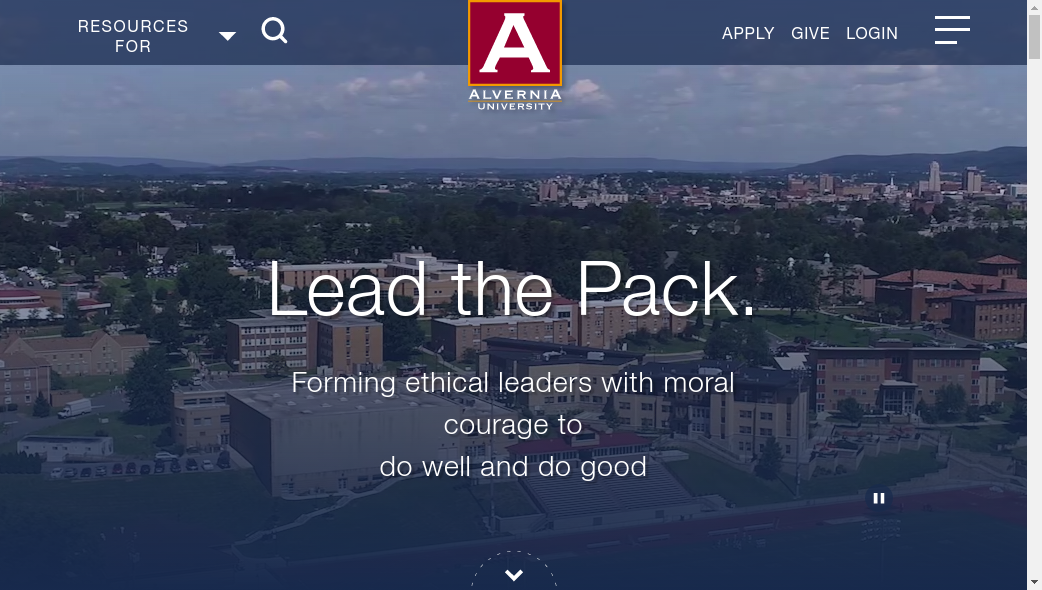 RESOURCES
FOR
A
ALVERNIA
UNIVERSITY
APPLY GIVE LOGIN
Lead the Pack.
Forming ethical leaders with moral
courage to
do well and do good